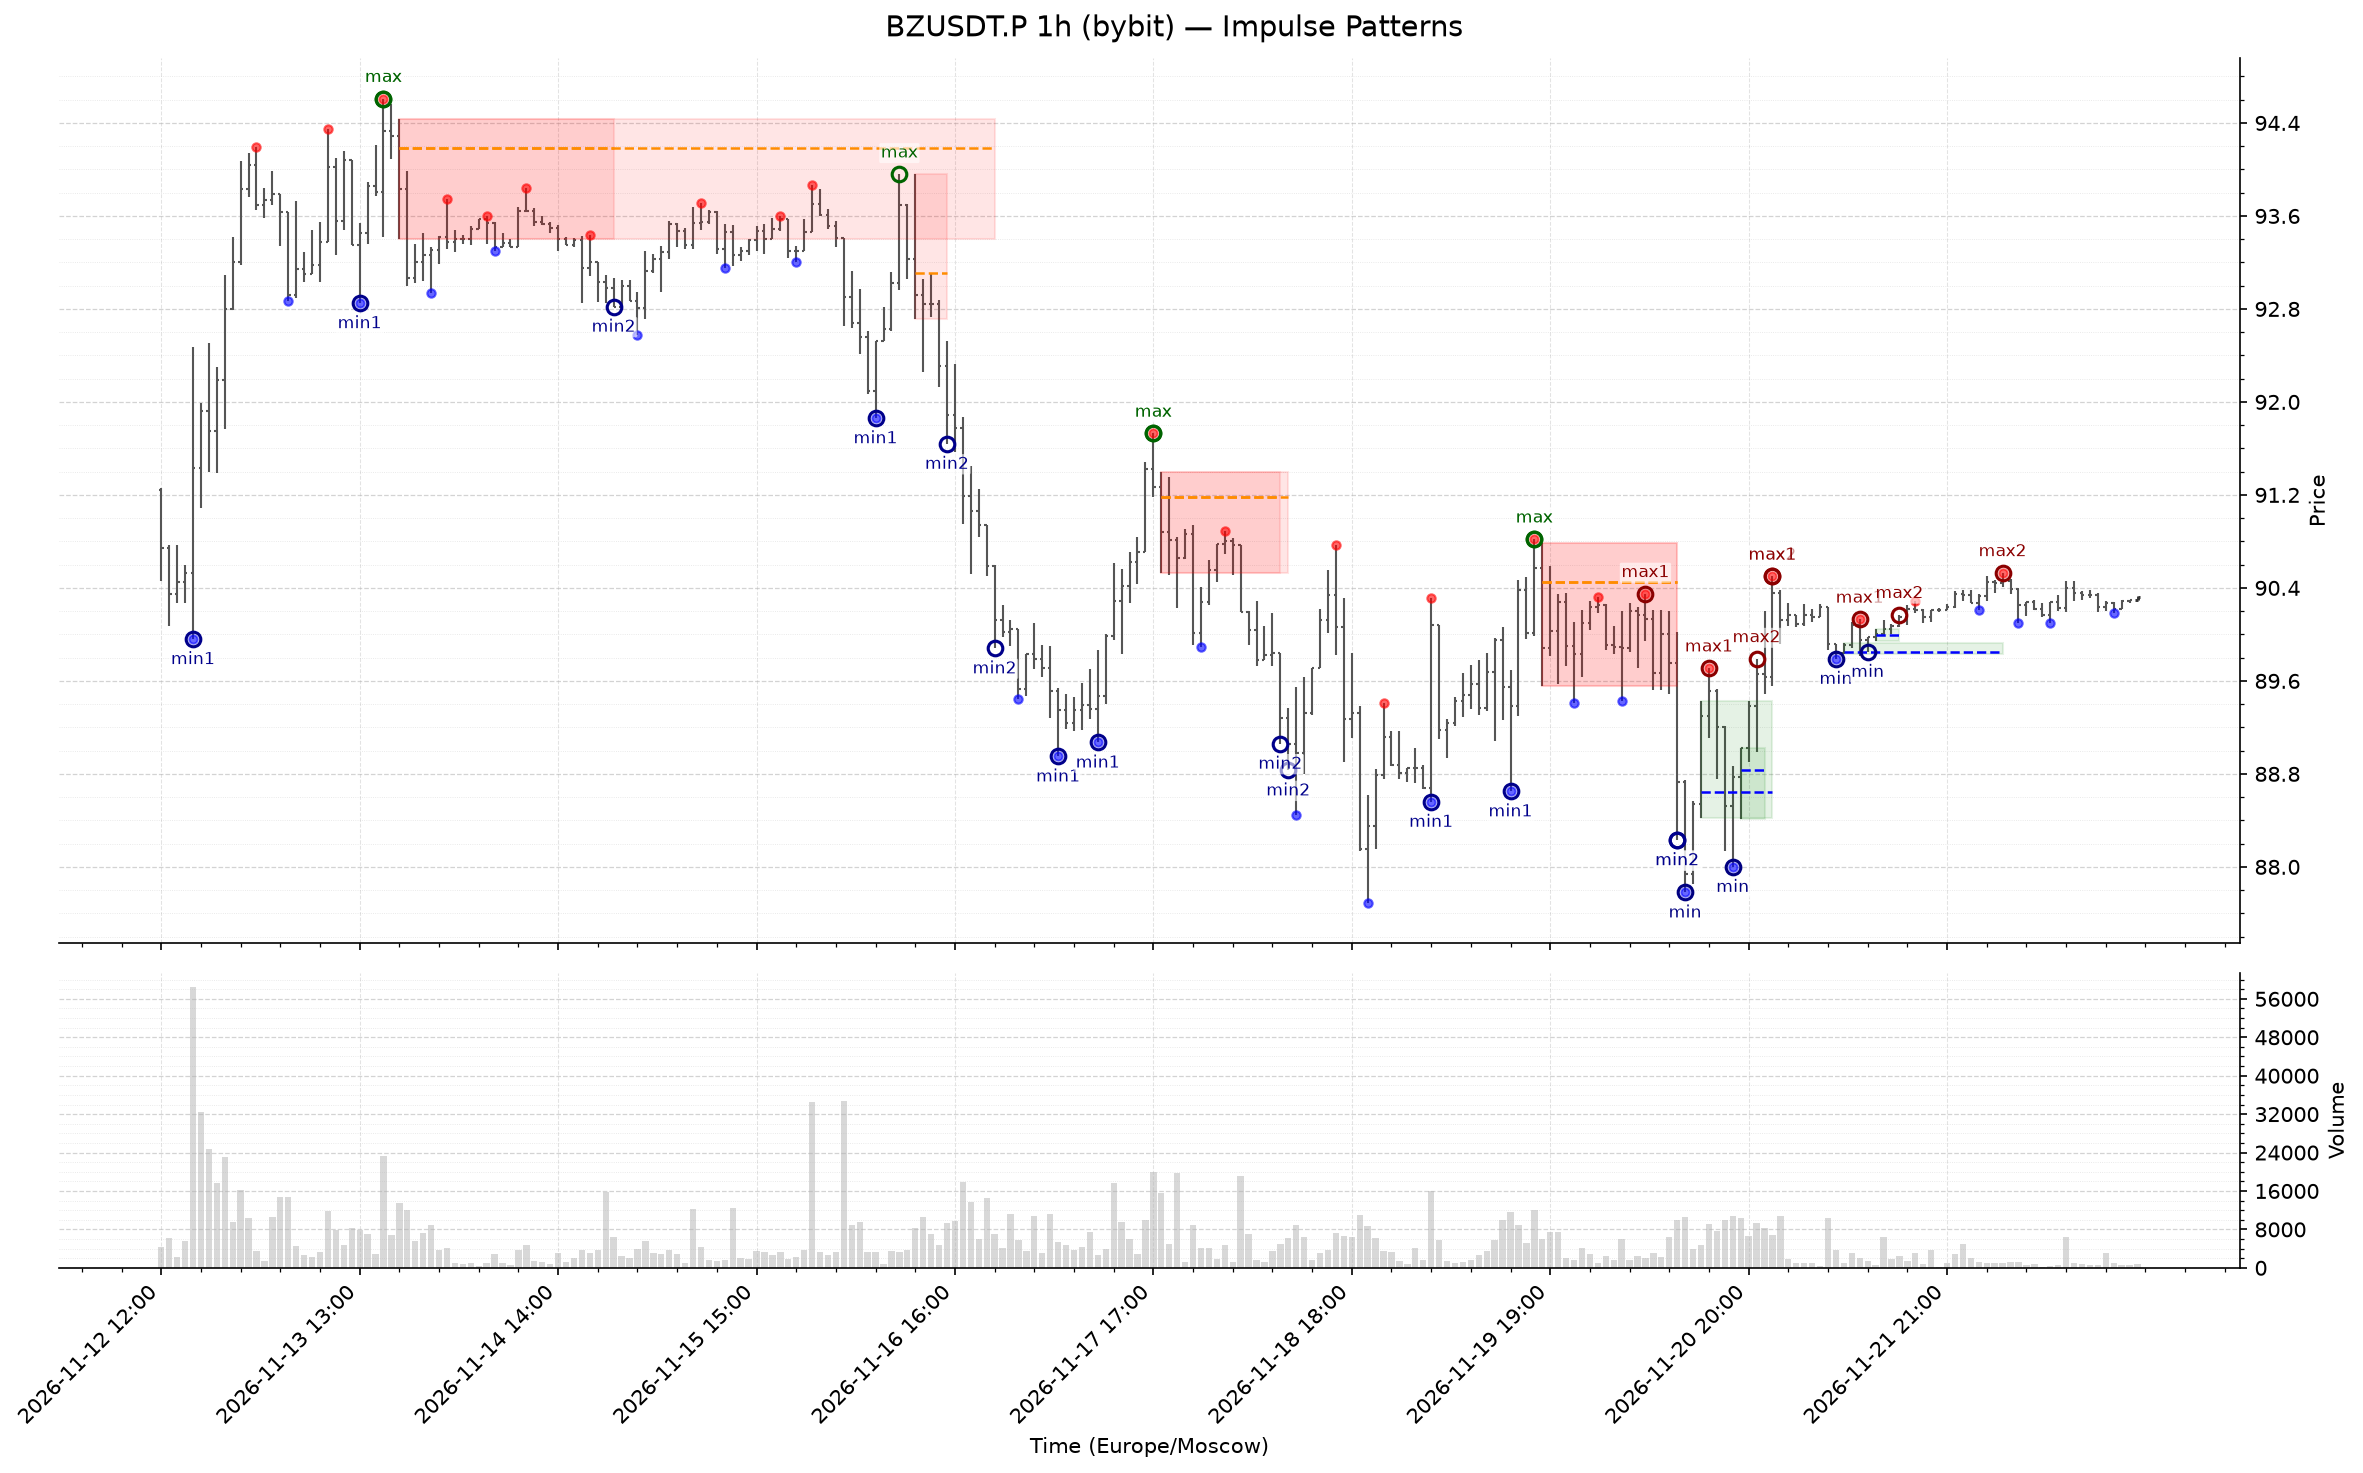 BZUSDT.P 1h (bybit) — Impulse Patterns
max
94.4
max
93.6
min1
92.8
min2
92.0
max
min1
min2
91.2
Price
max
max1
max2
90.4
max1
max1
max2
max2
min1
max1
min2
min
min
89.6
min1
min1
min2
min2
88.8
min1
min1
min2
88.0
min
min
56000
48000
40000
32000
24000
16000
8000
0
Volume
2026-11-12 12:00
2026-11-13 13:00
2026-11-14 14:00
2026-11-15 15:00
2026-11-16 16:00
2026-11-17 17:00
2026-11-18 18:00
2026-11-19 19:00
2026-11-20 20:00
2026-11-21 21:00
Time (Europe/Moscow)